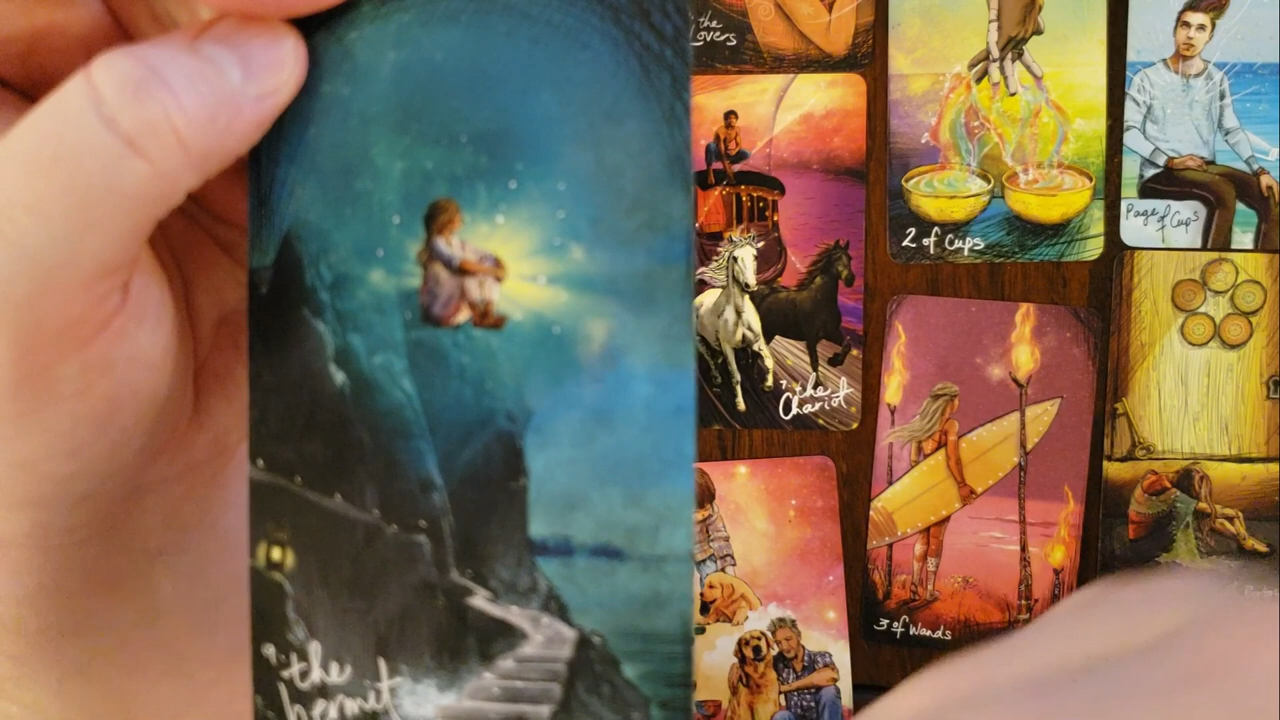 9. the
hermit
the
Lovers
7. the
Chariot
2 of Cups
3 of Wands
Page of Cups